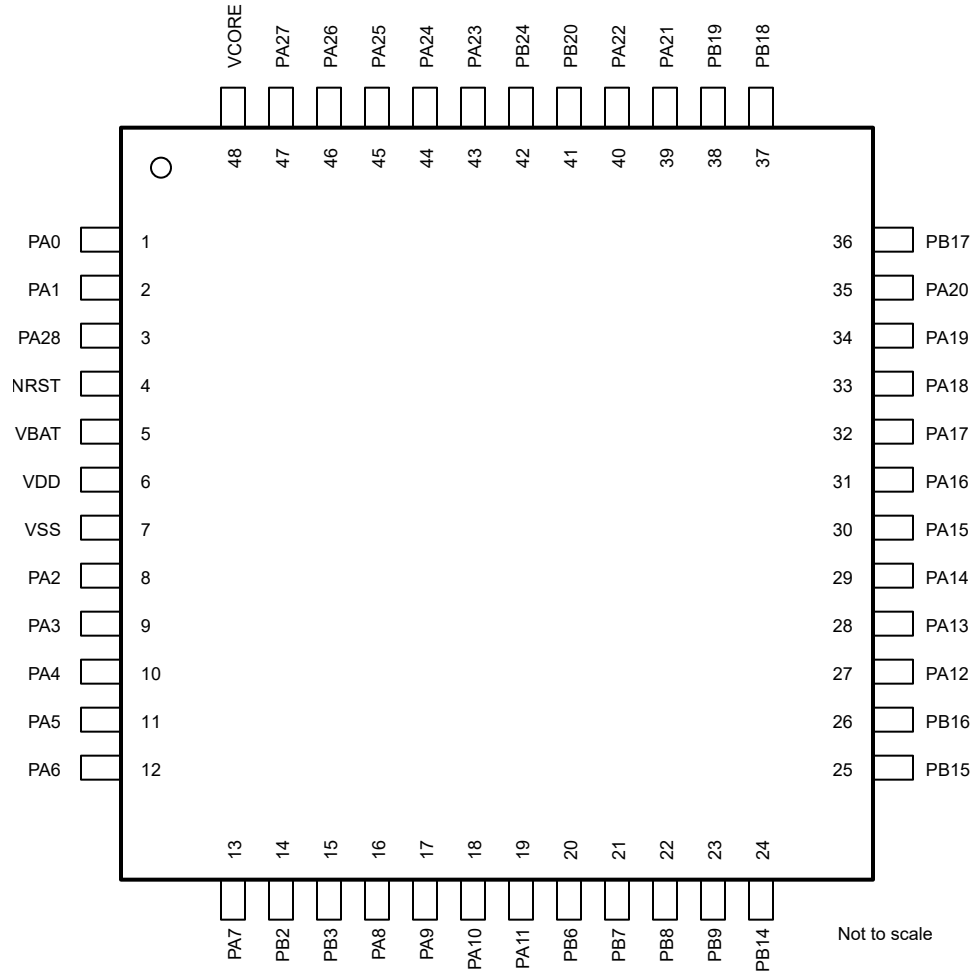 VCORE PA27 PA26 PA25 PA24 PA23 PB24 PB20 PA22 PA21 PB19 PB18
48 47 46 45 44 43 42 41 40 39 38 37
PA0 1 36 PB17
PA1 2 35 PA20
PA28 3 34 PA19
NRST 4 33 PA18
VBAT 5 32 PA17
VDD 6 31 PA16
VSS 7 30 PA15
PA2 8 29 PA14
PA3 9 28 PA13
PA4 10 27 PA12
PA5 11 26 PB16
PA6 12 25 PB15
13 14 15 16 17 18 19 20 21 22 23 24
PA7 PB2 PB3 PA8 PA9 PA10 PA11 PB6 PB7 PB8 PB9 PB14
Not to scale